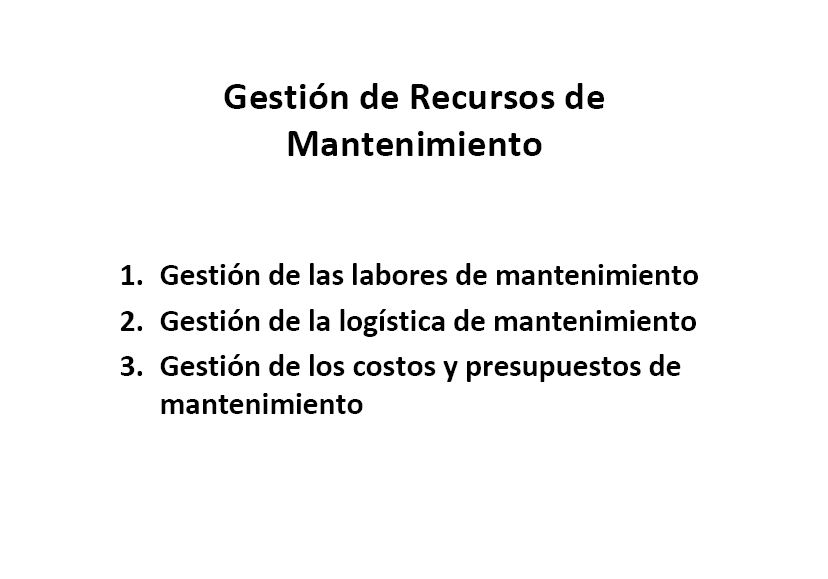 Gestión de Recursos de
Mantenimiento
1. Gestión de las labores de mantenimiento
2. Gestión de la logística de mantenimiento
3. Gestión de los costos y presupuestos de
mantenimiento